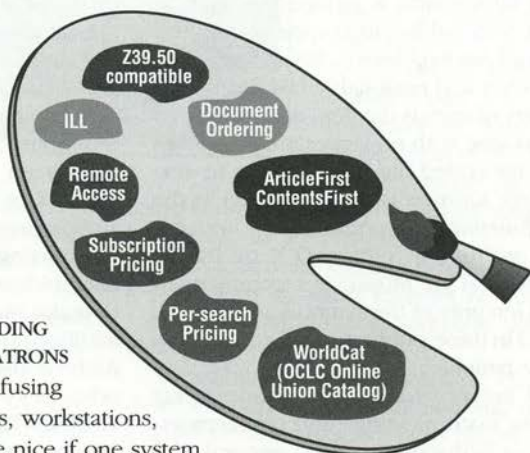 Z39.50
compatible
ILL
Document
Ordering
Remote
Access
ArticleFirst
ContentsFirst
Subscription
Pricing
Per-search
Pricing
WorldCat
(OCLC Online
Union Catalog)
DING
ATRONS
fusing
s, workstations,
e nice if one system